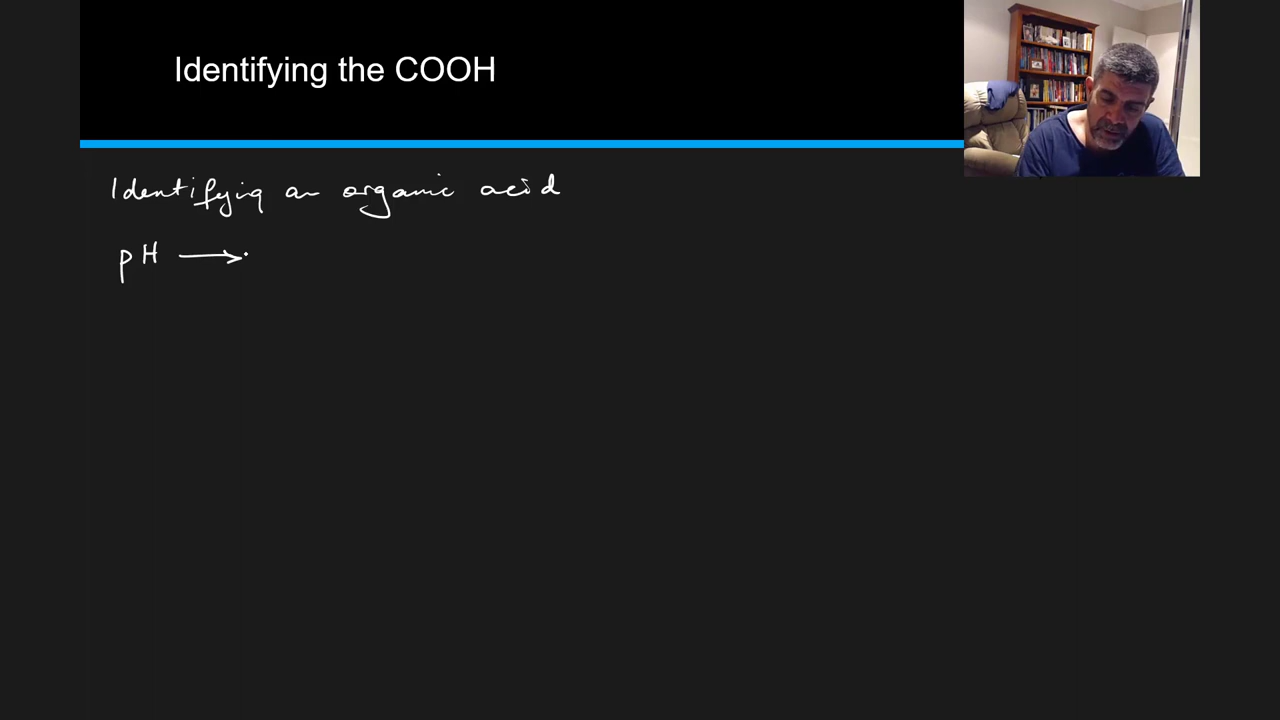 Identifying the COOH
Identifying an organic acid
pH →